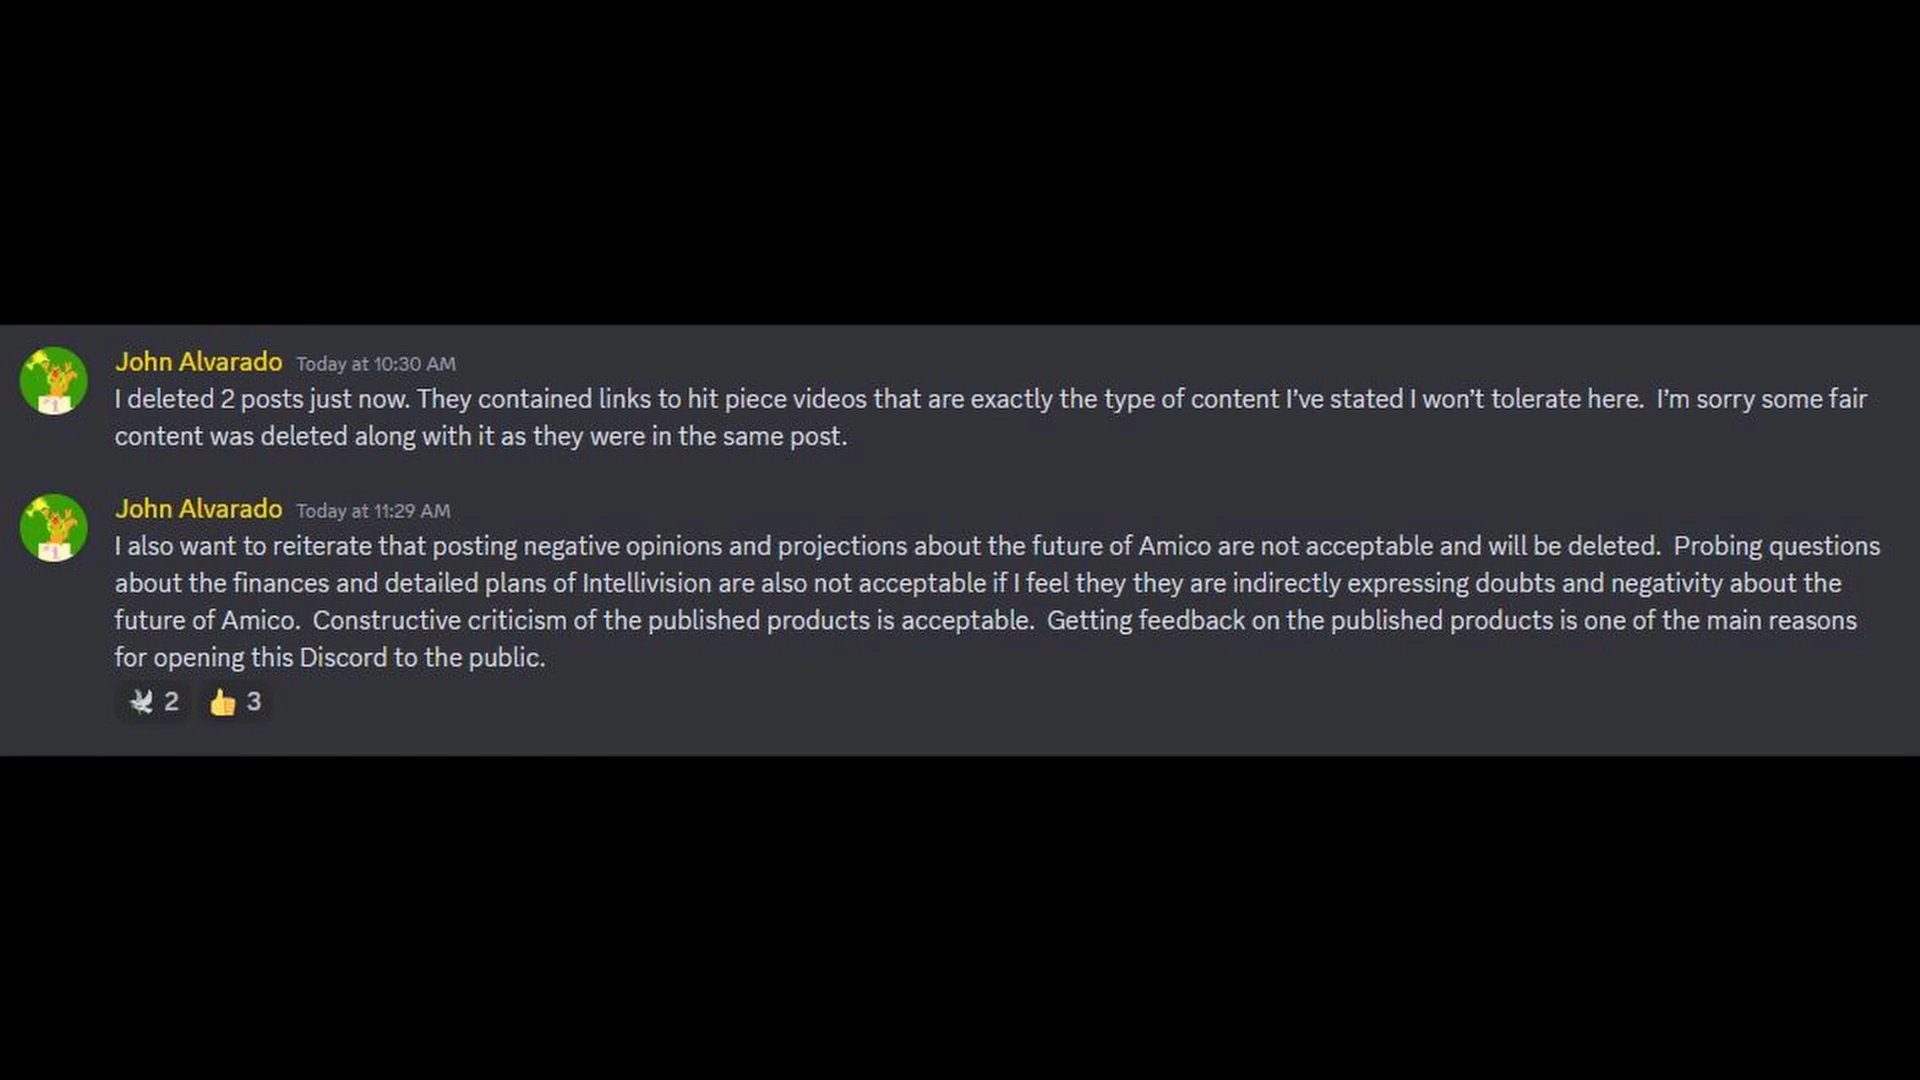 John Alvarado Today at 10:30 AM
I deleted 2 posts just now. They contained links to hit piece videos that are exactly the type of content I’ve stated I won’t tolerate here.  I’m sorry some fair
content was deleted along with it as they were in the same post.
John Alvarado Today at 11:29 AM
I also want to reiterate that posting negative opinions and projections about the future of Amico are not acceptable and will be deleted.  Probing questions
about the finances and detailed plans of Intellivision are also not acceptable if I feel they they are indirectly expressing doubts and negativity about the
future of Amico.  Constructive criticism of the published products is acceptable.  Getting feedback on the published products is one of the main reasons
for opening this Discord to the public.
2 3